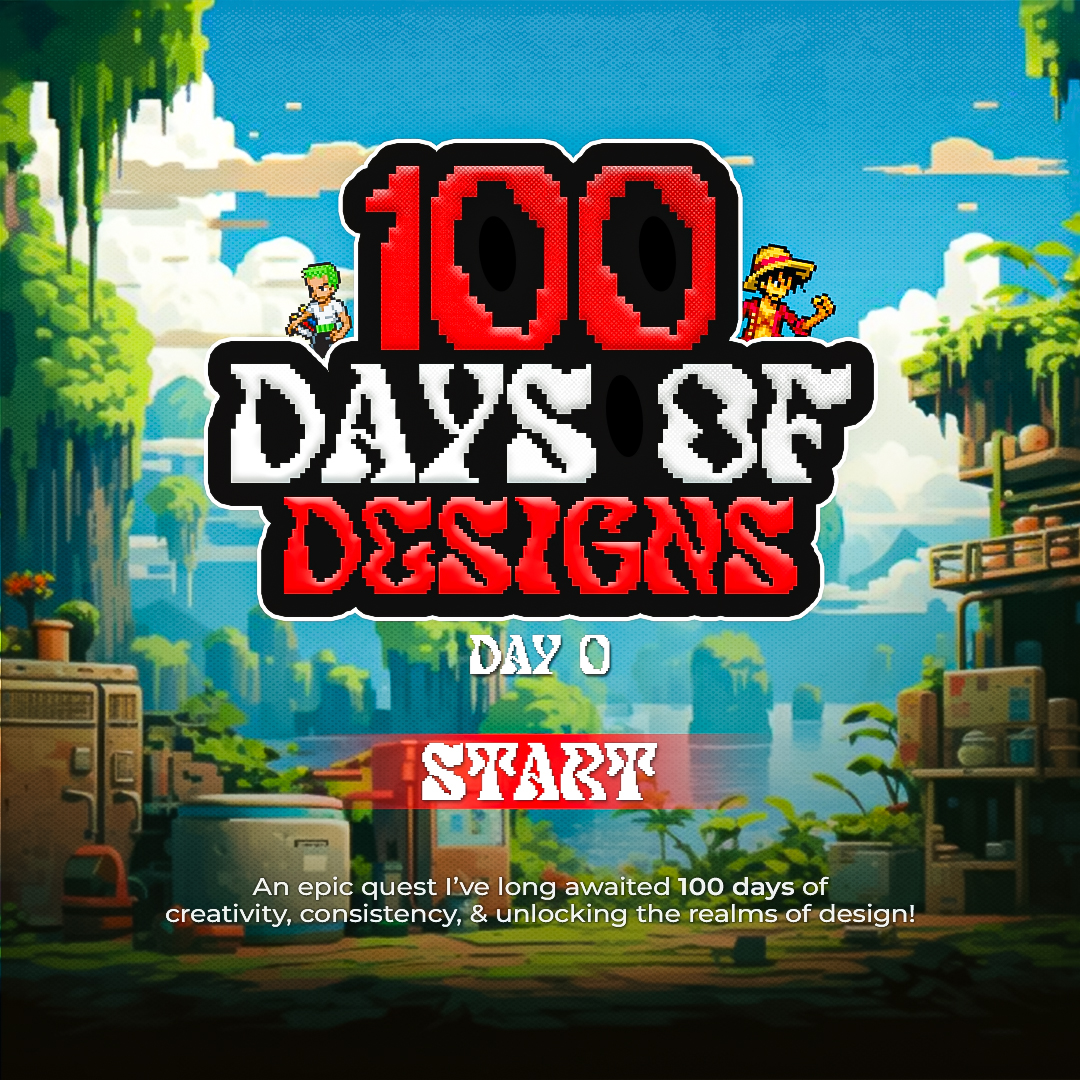 100
DAYS OF
DESIGNS
DAY 0
START
An epic quest I’ve long awaited 100 days of
creativity, consistency, & unlocking the realms of design!